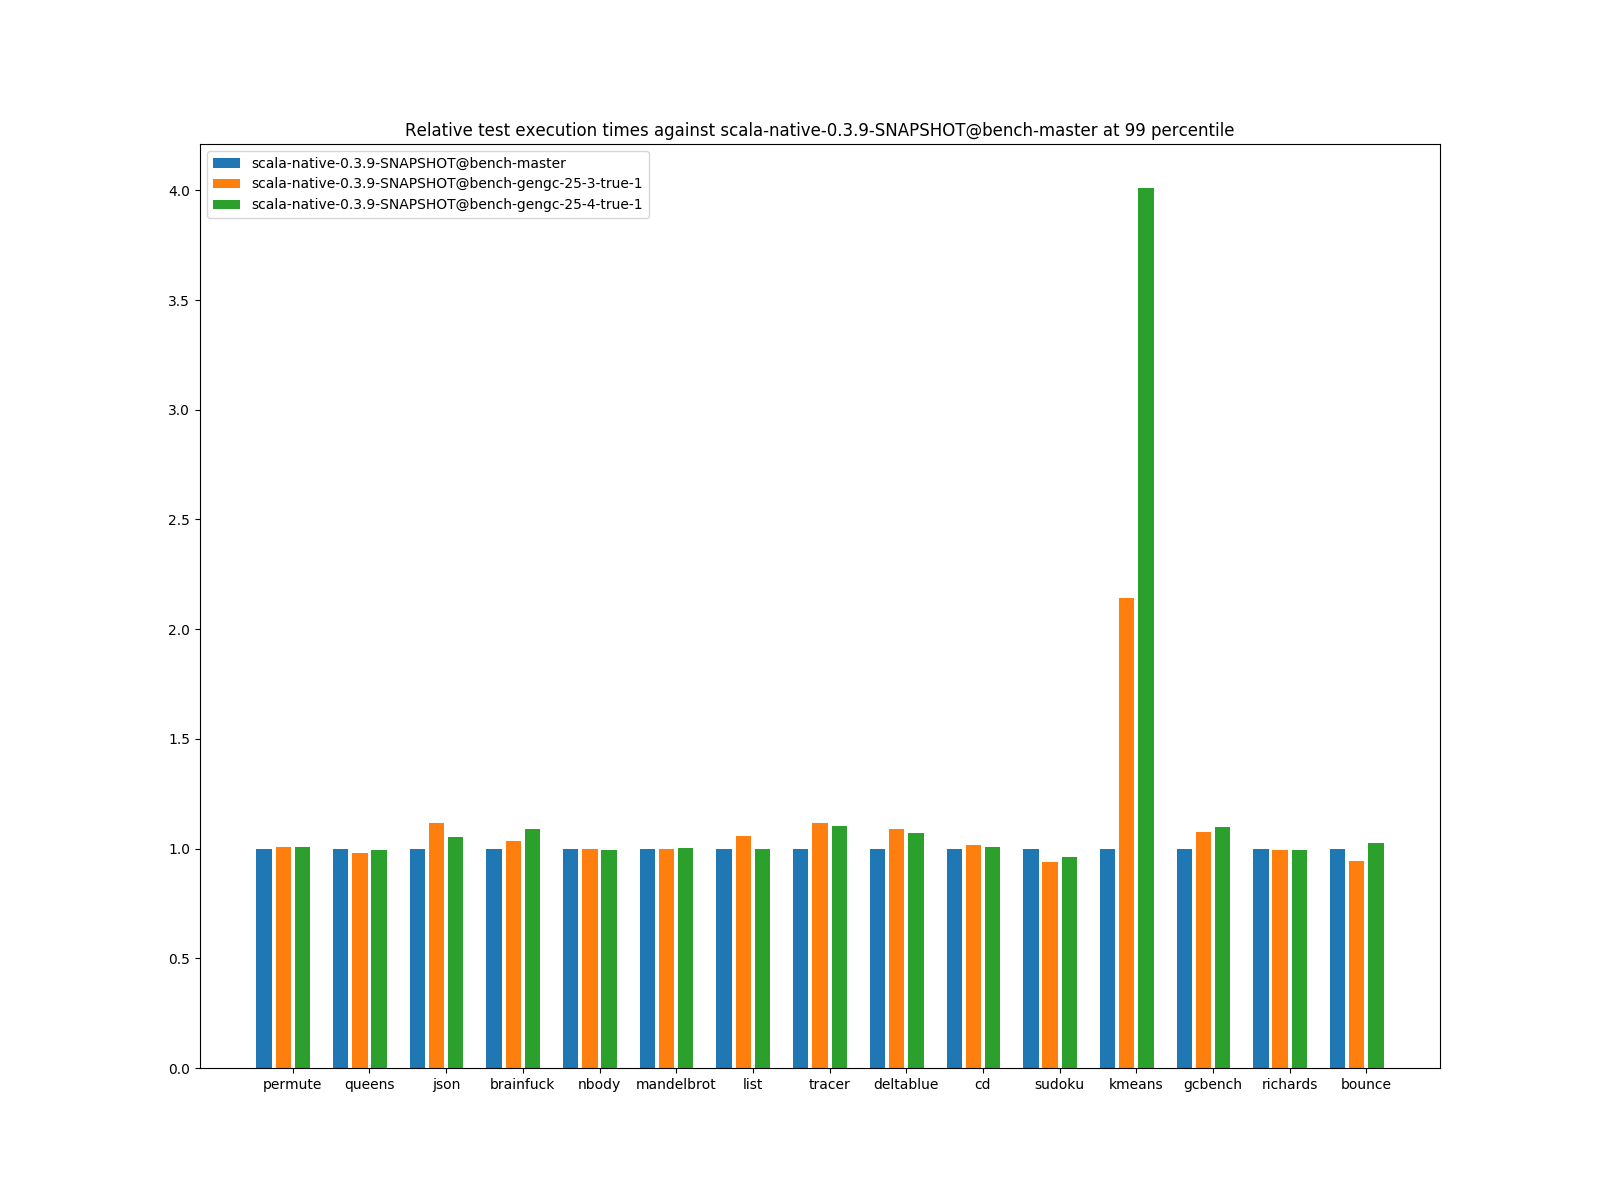 Relative test execution times against scala-native-0.3.9-SNAPSHOT@bench-master at 99 percentile
scala-native-0.3.9-SNAPSHOT@bench-master
scala-native-0.3.9-SNAPSHOT@bench-gengc-25-3-true-1
scala-native-0.3.9-SNAPSHOT@bench-gengc-25-4-true-1
4.0
3.5
3.0
2.5
2.0
1.5
1.0
0.5
0.0
permute queens json brainfuck nbody mandelbrot list tracer deltablue cd sudoku kmeans gcbench richards bounce